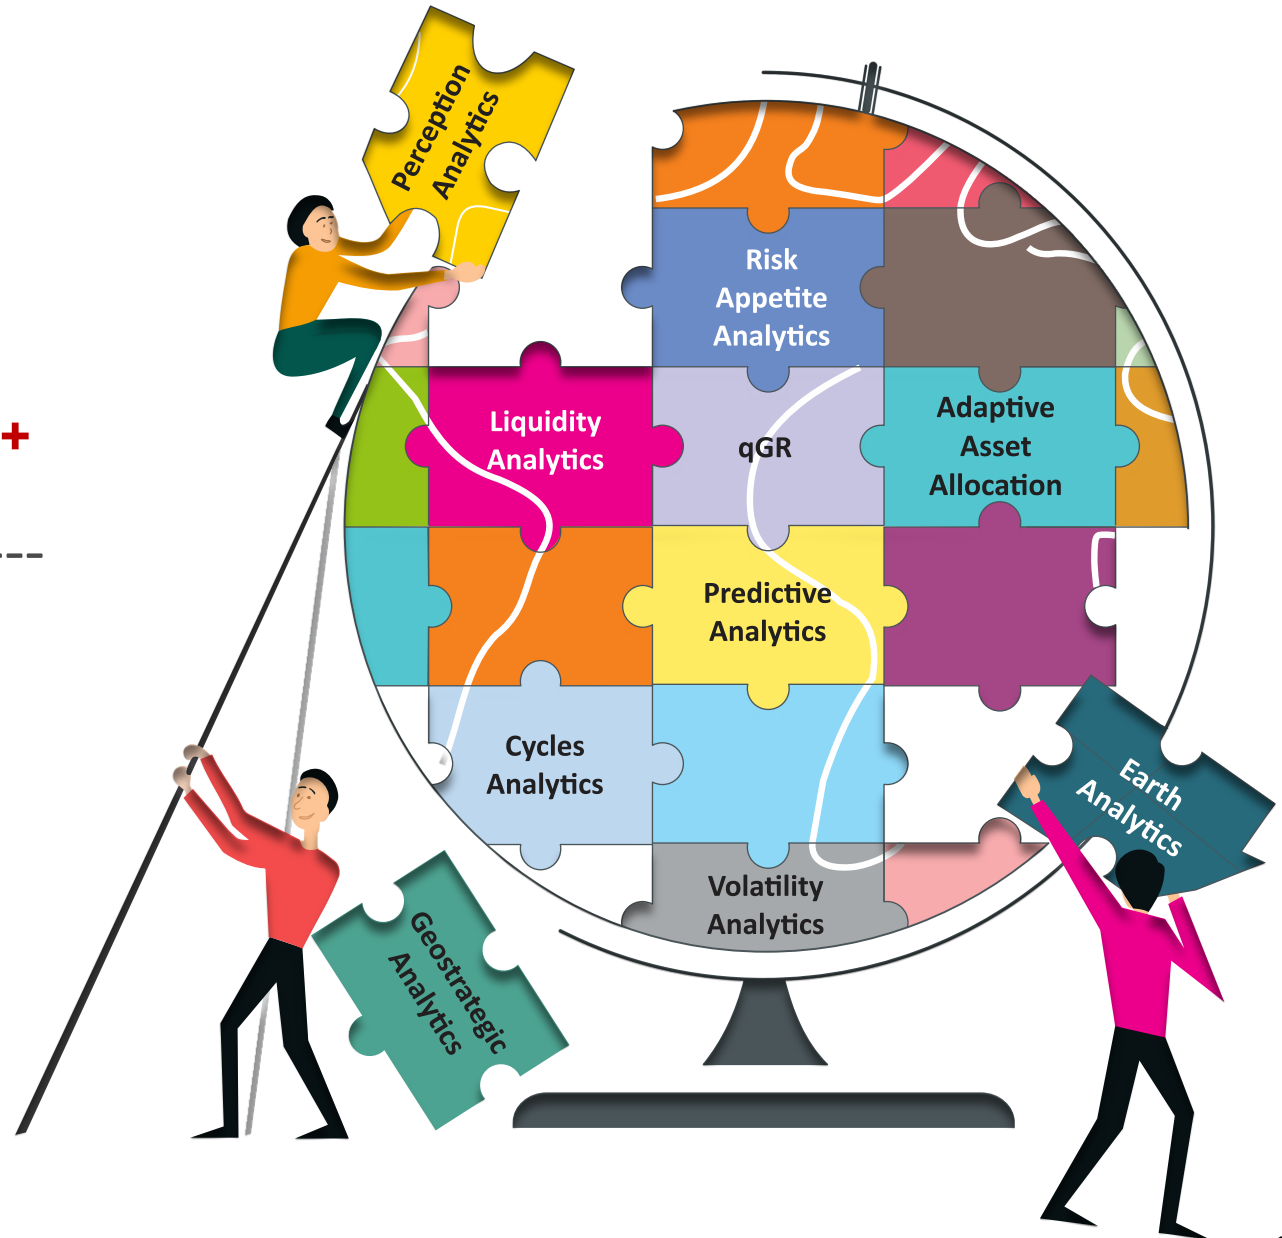 Perception
Analytics
Risk
Appetite
Analytics
Liquidity
Analytics
qGR
Adaptive
Asset
Allocation
+
Predictive
Analytics
Cycles
Analytics
Earth
Analytics
Volatility
Analytics
Geostrategic
Analytics